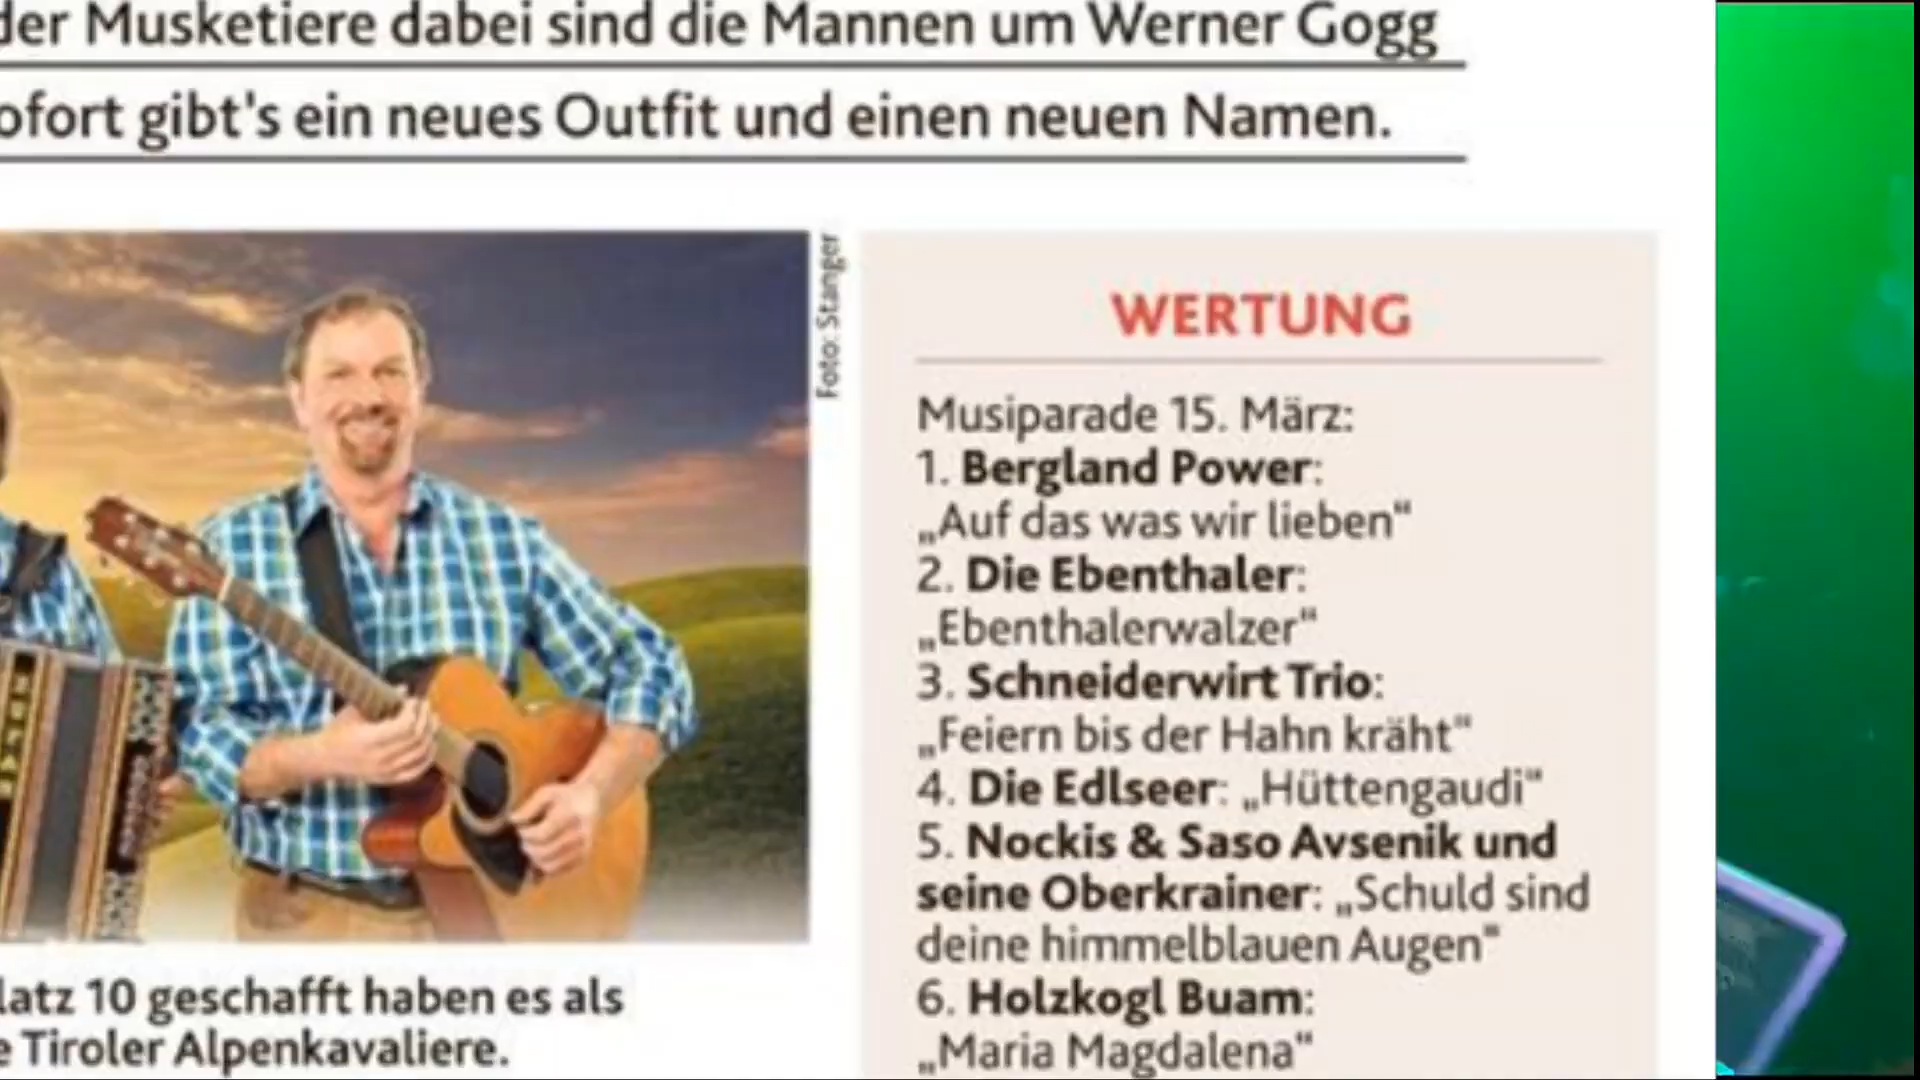 der Musketiere dabei sind die Mannen um Werner Gogg
ofort gibt's ein neues Outfit und einen neuen Namen.
Foto: Stanger
latz 10 geschafft haben es als
e Tiroler Alpenkavaliere.
WERTUNG
Musiparade 15. März:
1. Bergland Power:
„Auf das was wir lieben“
2. Die Ebenthaler:
„Ebenthalerwalzer“
3. Schneiderwirt Trio:
„Feiern bis der Hahn kräht“
4. Die Edlseer: „Hüttengaudi“
5. Nockis & Saso Avsenik und
seine Oberkrainer: „Schuld sind
deine himmelblauen Augen“
6. Holzkogl Buam:
„Maria Magdalena“